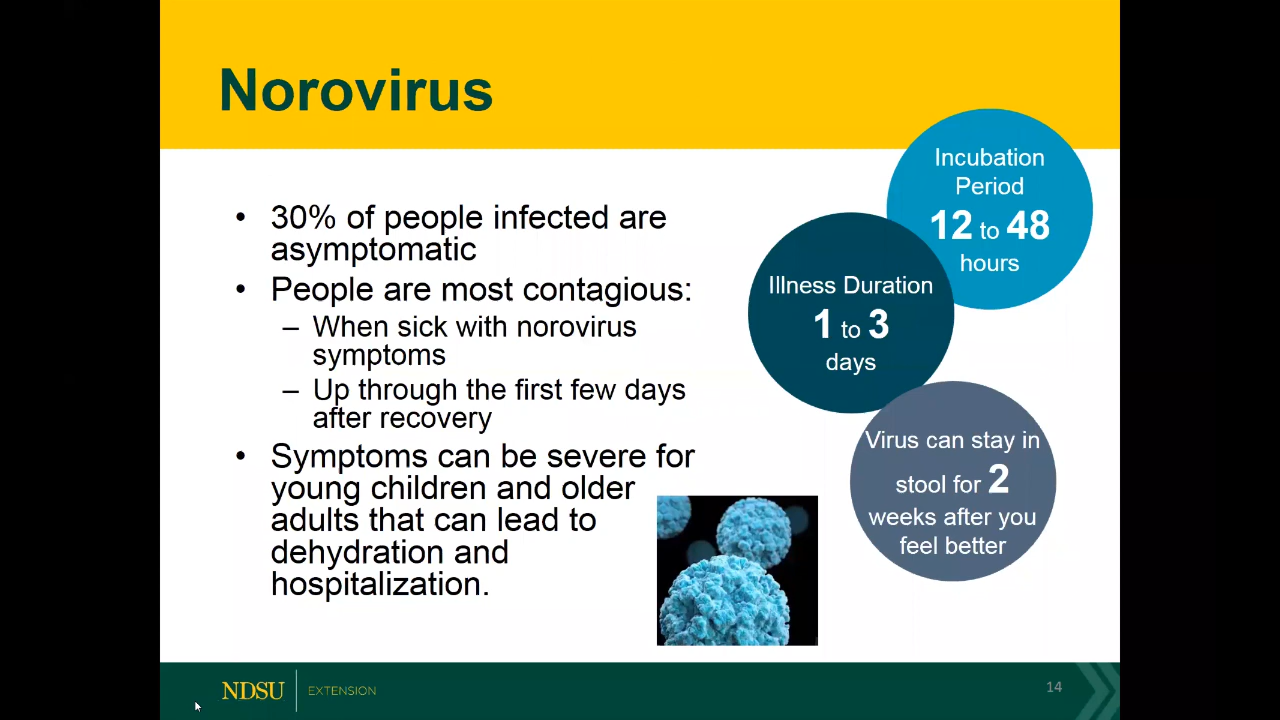 Norovirus
• 30% of people infected are
asymptomatic
• People are most contagious:
– When sick with norovirus
symptoms
– Up through the first few days
after recovery
• Symptoms can be severe for
young children and older
adults that can lead to
dehydration and
hospitalization.
Incubation
Period
12 to 48
hours
Illness Duration
1 to 3
days
Virus can stay in
stool for 2
weeks after you
feel better
NDSU EXTENSION
14